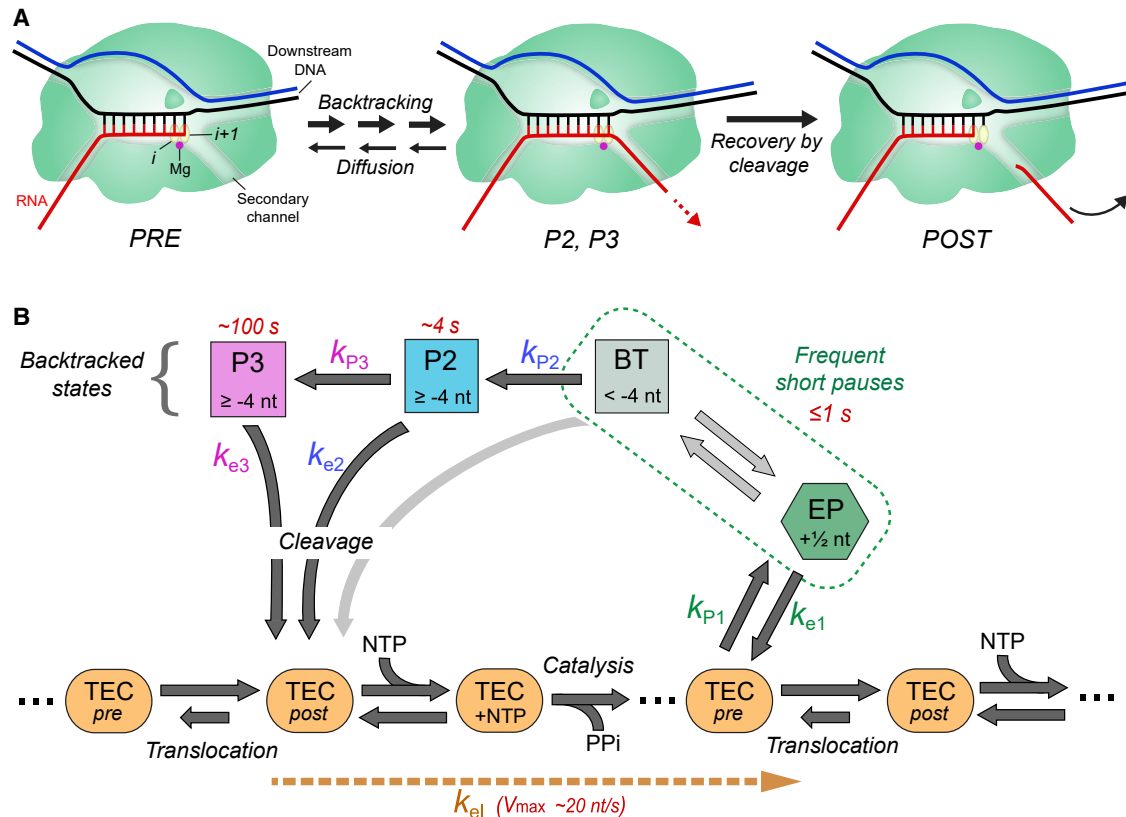 A
Downstream
DNA
Backtracking
Diffusion
Recovery by
cleavage
i+1
i
Mg
RNA
Secondary
channel
PRE
P2, P3
POST
B
Backtracked
states
~100 s
P3
≥ -4 nt
kP3
~4 s
P2
≥ -4 nt
kP2
BT
< -4 nt
Frequent
short pauses
≤1 s
ke3
ke2
EP
+½ nt
Cleavage
kP1
ke1
TEC
pre
Translocation
TEC
post
NTP
TEC
+NTP
Catalysis
PPi
TEC
pre
Translocation
TEC
post
NTP
kel (Vmax ~20 nt/s)